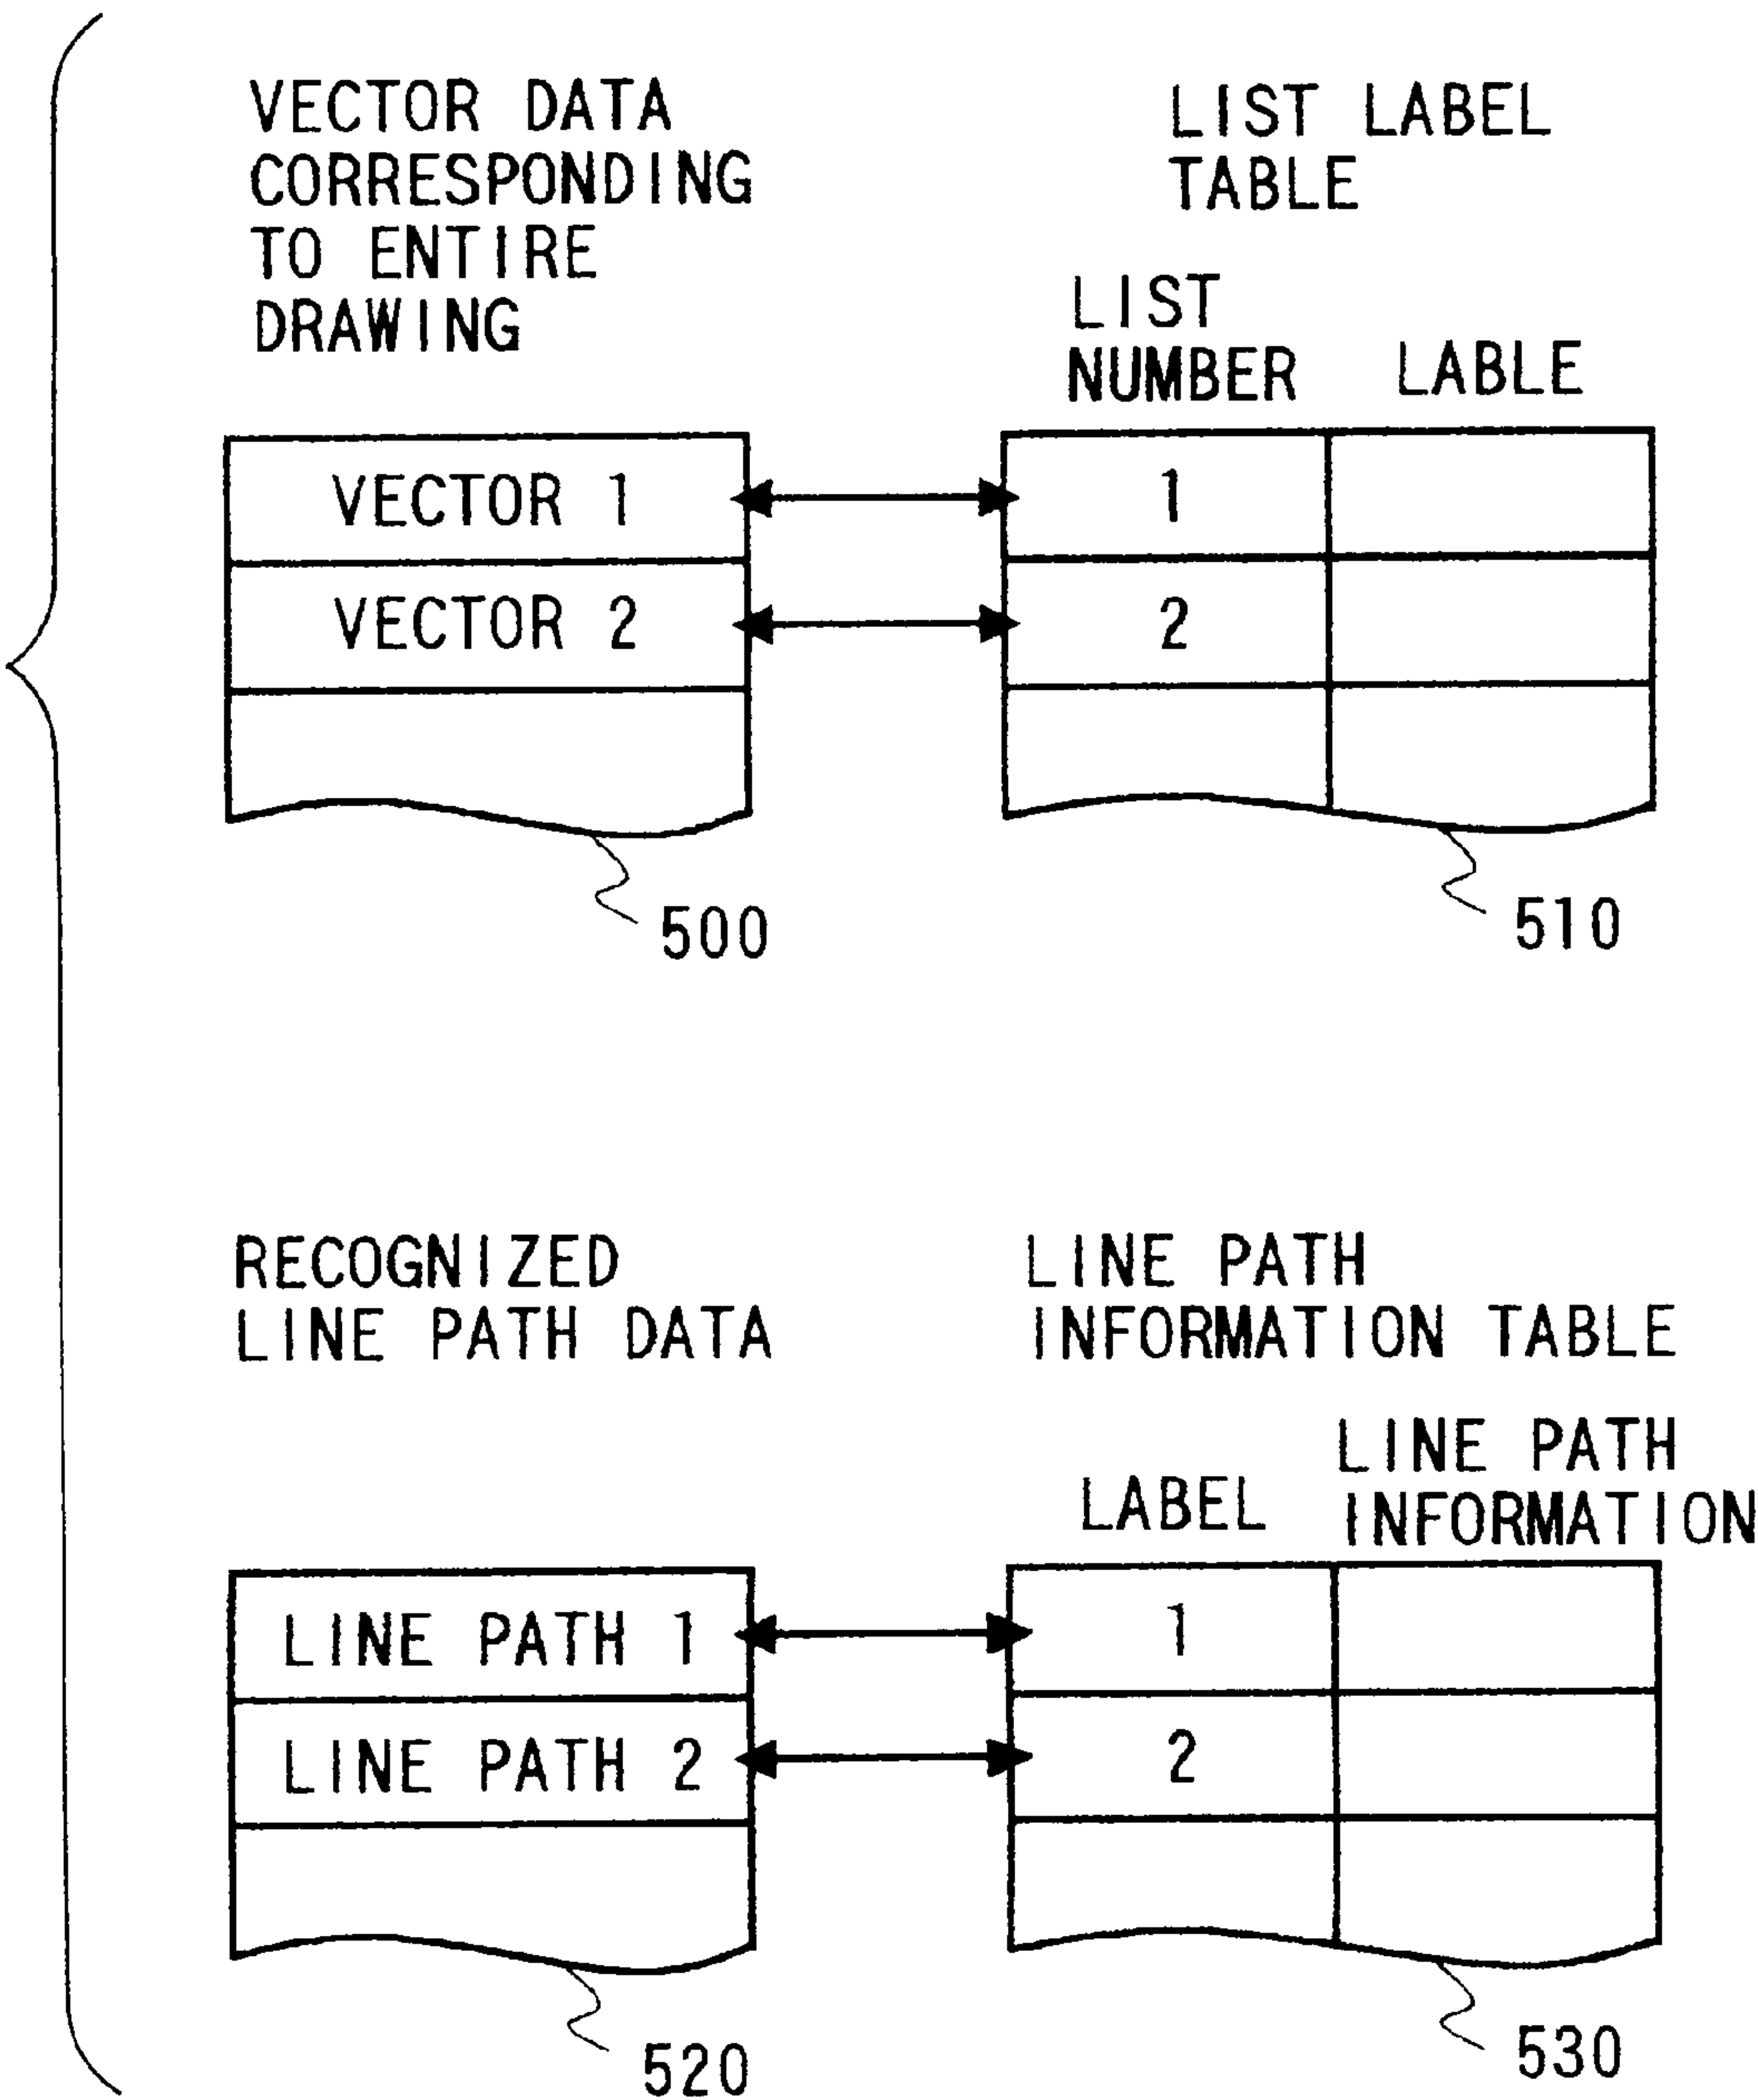 VECTOR DATA
CORRESPONDING
TO ENTIRE
DRAWING
LIST LABEL
TABLE
LIST
NUMBER
LABLE
VECTOR 1
1
VECTOR 2
2
500
510
RECOGNIZED
LINE PATH DATA
LINE PATH
INFORMATION TABLE
LABEL
LINE PATH
INFORMATION
LINE PATH 1
1
LINE PATH 2
2
520
530